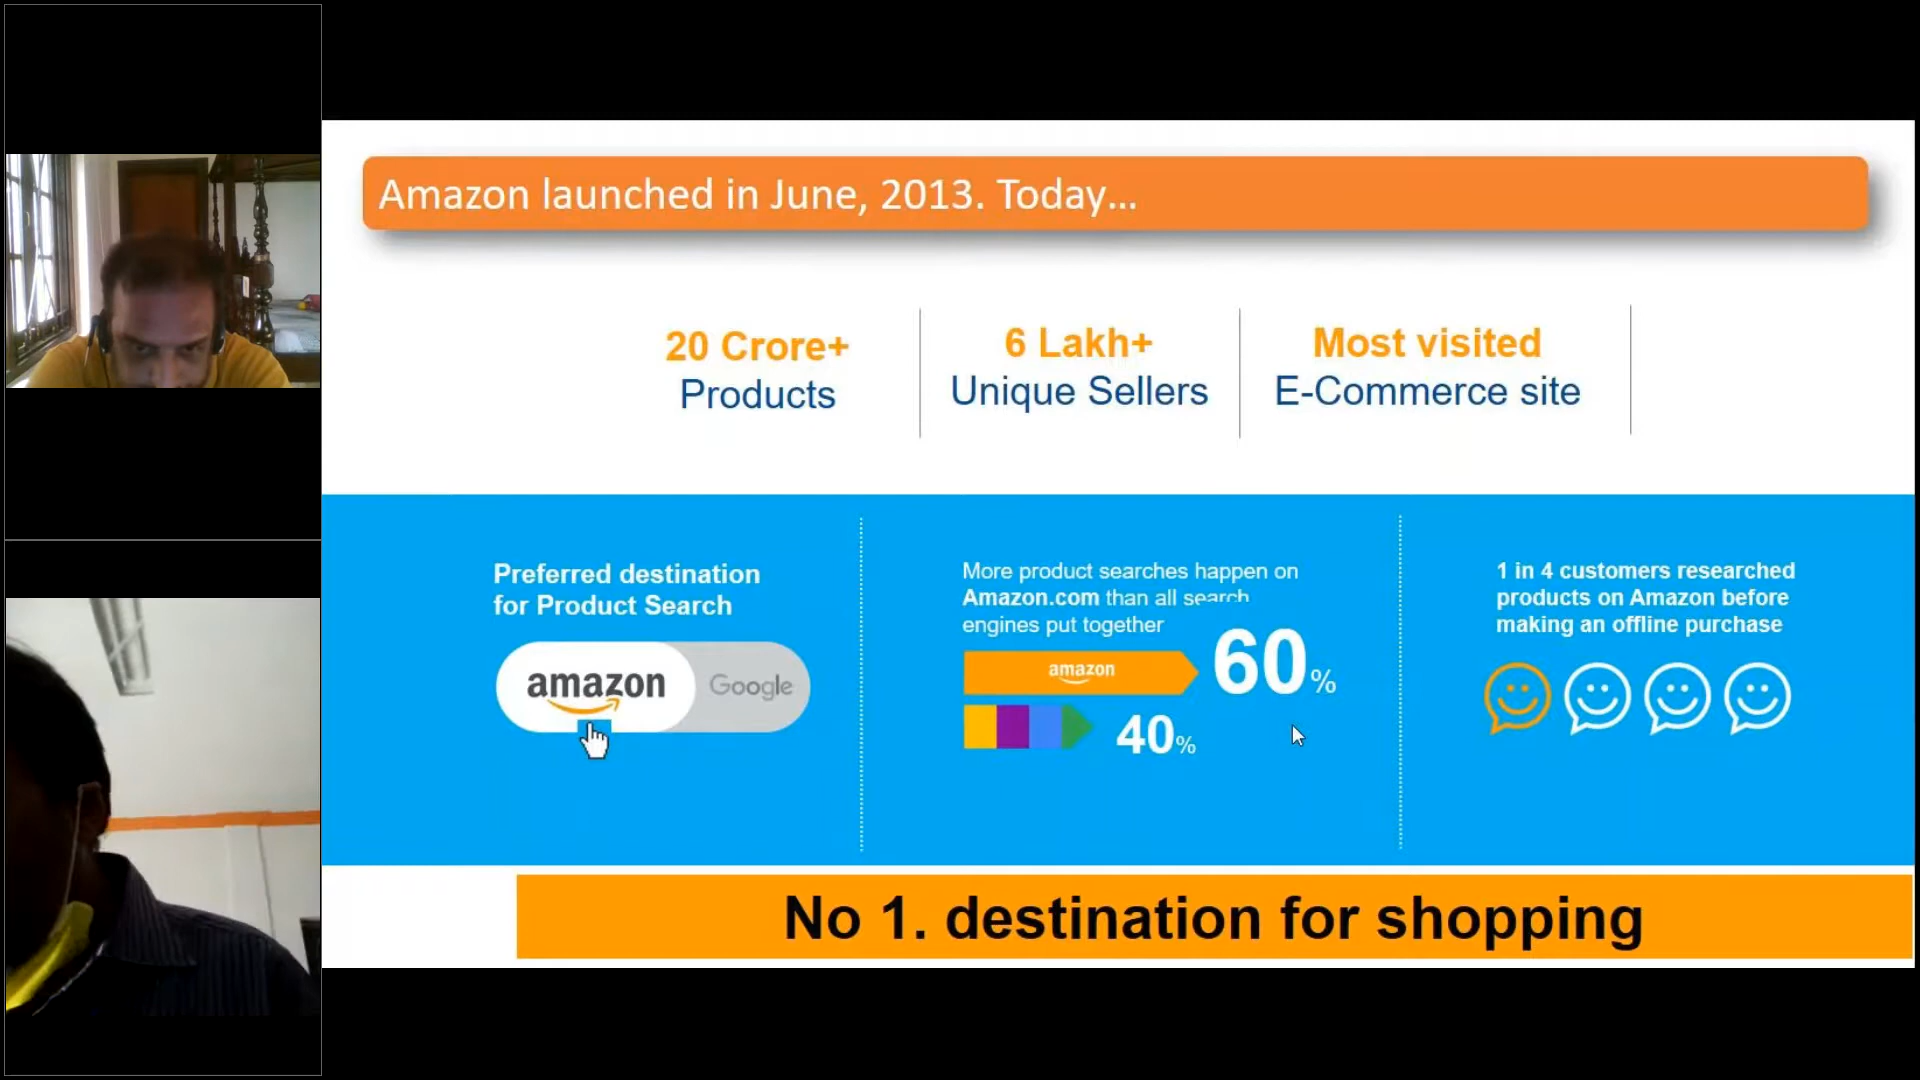 Amazon launched in June, 2013. Today...
20 Crore+
Products
6 Lakh+
Unique Sellers
Most visited
E-Commerce site
Preferred destination
for Product Search
amazon
Google
More product searches happen on
Amazon.com than all search
engines put together
amazon
60%
40%
1 in 4 customers researched
products on Amazon before
making an offline purchase
No 1. destination for shopping